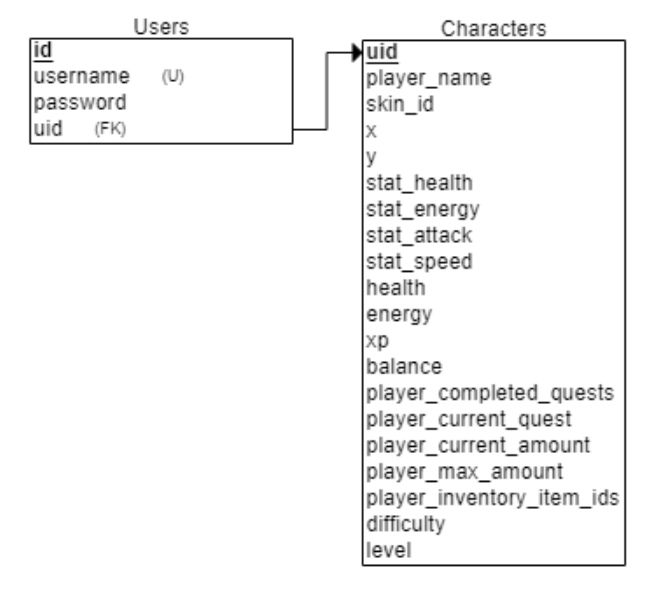 Users
id
username (U)
password
uid (FK)
Characters
uid
player_name
skin_id
x
y
stat_health
stat_energy
stat_attack
stat_speed
health
energy
xp
balance
player_completed_quests
player_current_quest
player_current_amount
player_max_amount
player_inventory_item_ids
difficulty
level